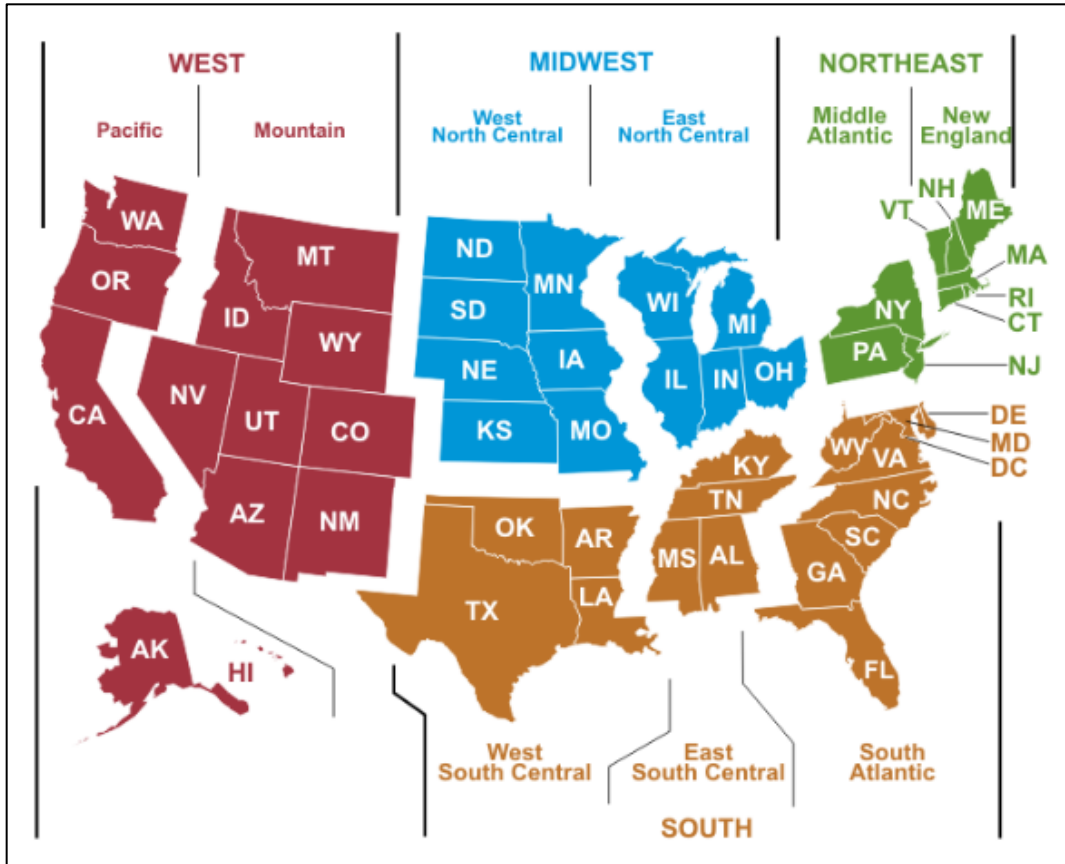 WEST
MIDWEST
NORTHEAST
Pacific
Mountain
West
North Central
East
North Central
Middle
Atlantic
New
England
WA
OR
CA
MT
ID
WY
NV
UT
CO
AZ
NM
AK
HI
ND
SD
NE
KS
MN
IA
MO
WI
MI
IL
IN
OH
NH
VT
ME
MA
RI
CT
NY
PA
NJ
DE
MD
DC
WV
VA
NC
SC
GA
FL
KY
TN
MS
AL
OK
AR
TX
LA
West
South Central
East
South Central
South
Atlantic
SOUTH